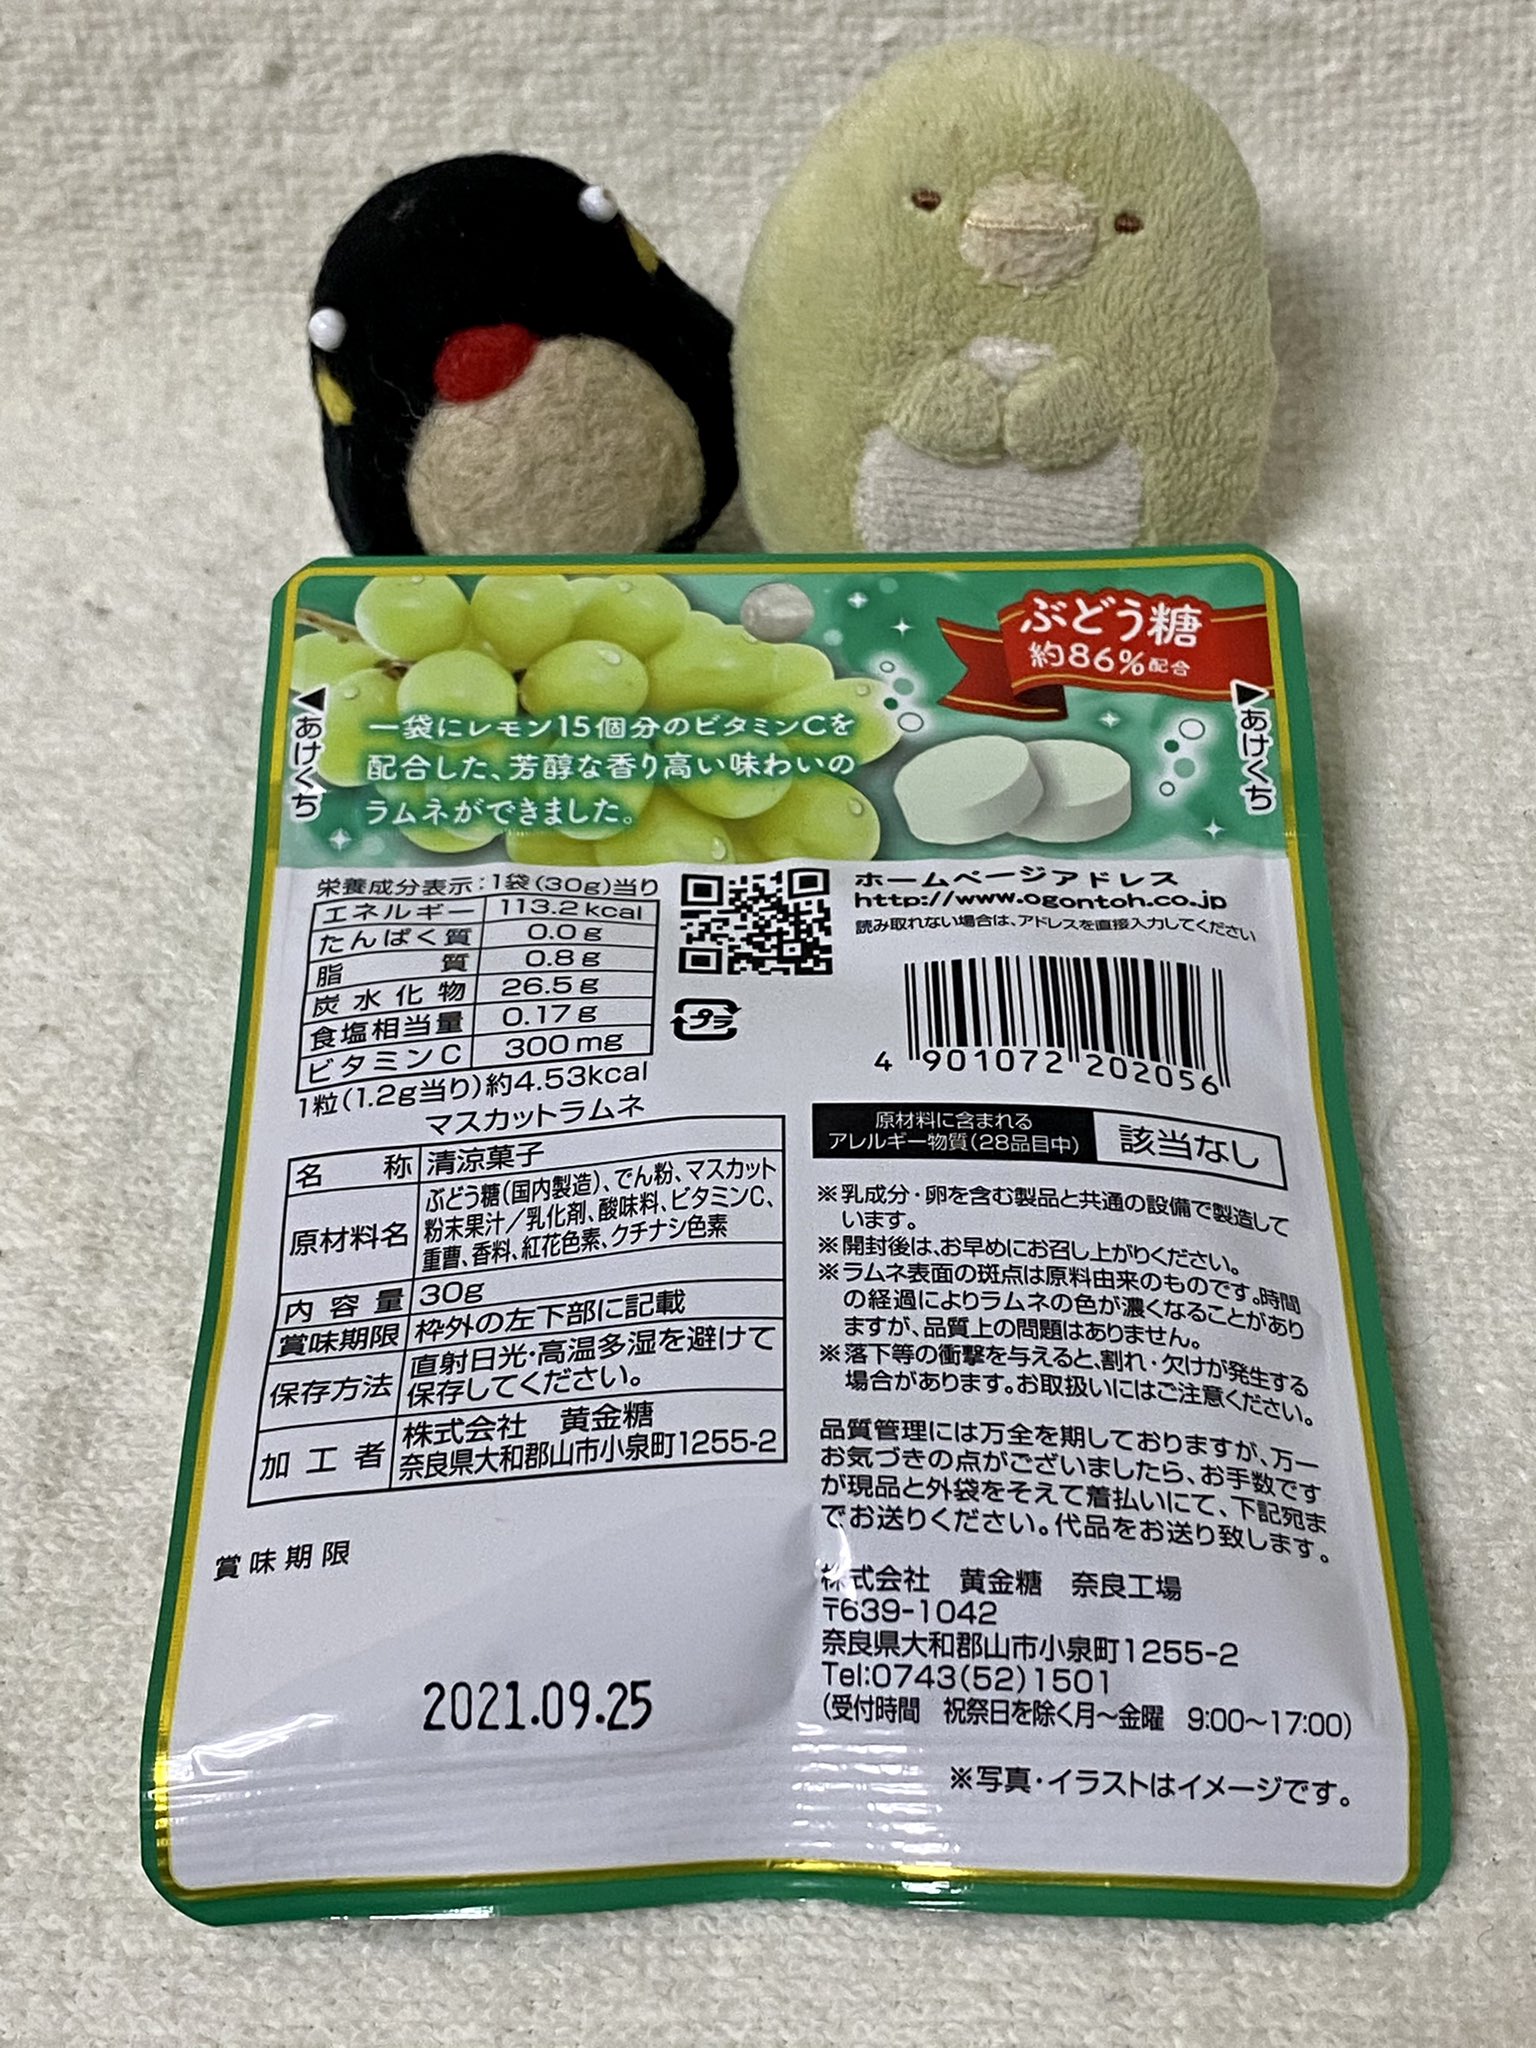 ぶどう糖
約86%配合
あけくち
一袋にレモン15個分のビタミンCを
配合した、芳醇な香り高い味わいの
ラムネができました。
あけくち
栄養成分表示:1袋(30g)当り
エネルギー 113.2kcal
たんぱく質 0.0g
脂質 0.8g
炭水化物 26.5g
食塩相当量 0.17g
ビタミンC 300mg
1粒(1.2g当り)約4.53kcal
プラ
ホームページアドレス
http://www.ogontoh.co.jp
読み取れない場合は、アドレスを直接入力してください
4 901072 202056
マスカットラムネ
名称 清涼菓子
原材料名 ぶどう糖(国内製造)、でん粉、マスカット
粉末果汁/乳化剤、酸味料、ビタミンC、
重曹、香料、紅花色素、クチナシ色素
内容量 30g
賞味期限 枠外の左下部に記載
保存方法 直射日光・高温多湿を避けて
保存してください。
加工者 株式会社 黄金糖
奈良県大和郡山市小泉町1255-2
賞味期限
2021.09.25
原材料に含まれる
アレルギー物質(28品目中) 該当なし
※乳成分・卵を含む製品と共通の設備で製造して
います。
※開封後は、お早めにお召し上がりください。
※ラムネ表面の斑点は原料由来のものです。時間
の経過によりラムネの色が濃くなることがあり
ますが、品質上の問題はありません。
※落下等の衝撃を与えると、割れ・欠けが発生する
場合があります。お取扱いにはご注意ください。
品質管理には万全を期しておりますが、万一
お気づきの点がございましたら、お手数です
が現品と外袋をそえて着払いにて、下記宛ま
でお送りください。代品をお送り致します。
株式会社 黄金糖 奈良工場
〒639-1042
奈良県大和郡山市小泉町1255-2
Tel:0743(52)1501
(受付時間 祝祭日を除く月～金曜 9:00～17:00)
※写真・イラストはイメージです。